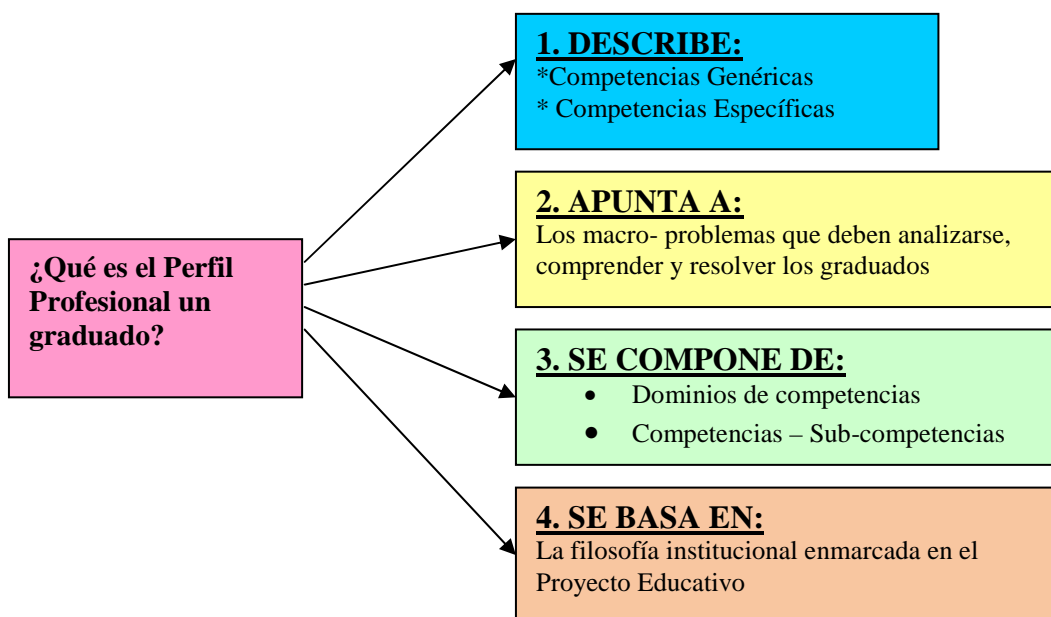 ¿Qué es el Perfil
Profesional un
graduado?
1. DESCRIBE:
*Competencias Genéricas
* Competencias Específicas
2. APUNTA A:
Los macro- problemas que deben analizarse,
comprender y resolver los graduados
3. SE COMPONE DE:
• Dominios de competencias
• Competencias – Sub-competencias
4. SE BASA EN:
La filosofía institucional enmarcada en el
Proyecto Educativo